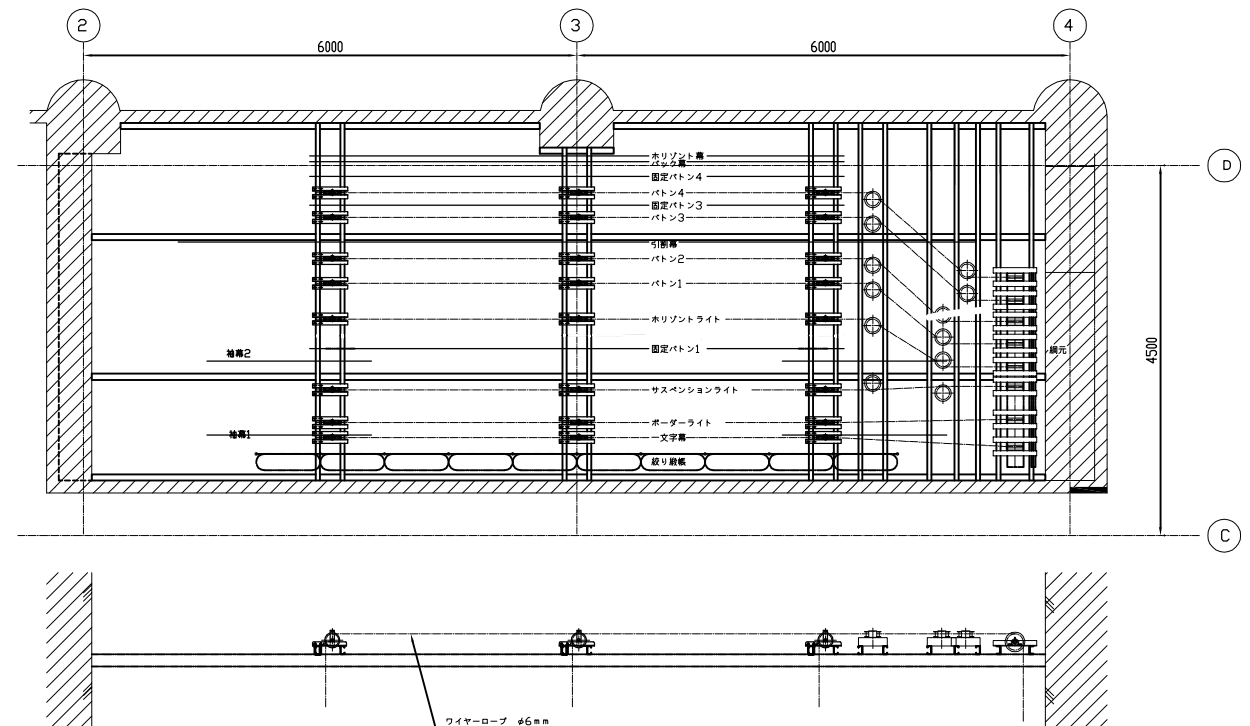 2
3
4
6000
6000
ホリゾント幕
バック幕
D
固定バトン4
バトン4
固定バトン3
バトン3
引割幕
バトン2
バトン1
ホリゾントライト
固定バトン1
袖幕2
綱元
4500
サスペンションライト
ボーダーライト
袖幕1
文字幕
絞り緞帳
C
ワイヤーロープ φ6mm